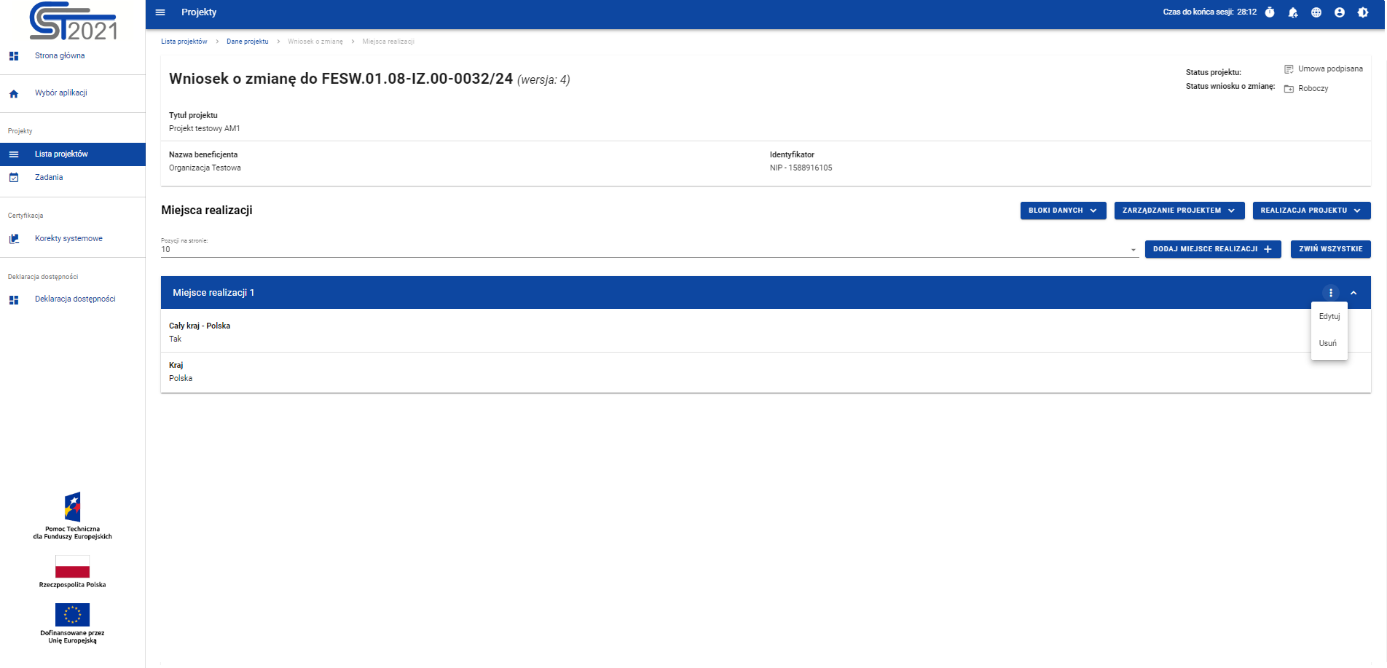 CST2021
Projekty
Czas do końca sesji: 28:12
Strona główna
Wybór aplikacji
Projekty
Lista projektów
Zadania
Certyfikacja
Korekty systemowe
Deklaracja dostępności
Deklaracja dostępności
Pomoc Techniczna
dla Funduszy Europejskich
Rzeczpospolita Polska
Dofinansowane przez
Unię Europejską
Lista projektów > Dane projektu > Wniosek o zmianę > Miejsca realizacji
Wniosek o zmianę do FESW.01.08-IZ.00-0032/24 (wersja: 4)
Status projektu: Umowa podpisana
Status wniosku o zmianę: Roboczy
Tytuł projektu
Projekt testowy AM1
Nazwa beneficjenta
Organizacja Testowa
Identyfikator
NIP - 1588916105
Miejsca realizacji
BLOKI DANYCH
ZARZĄDZANIE PROJEKTEM
REALIZACJA PROJEKTU
Pozycji na stronie:
10
DODAJ MIEJSCE REALIZACJI +
ZWIŃ WSZYSTKIE
Miejsce realizacji 1
Edytuj
Usuń
Cały kraj - Polska
Tak
Kraj
Polska